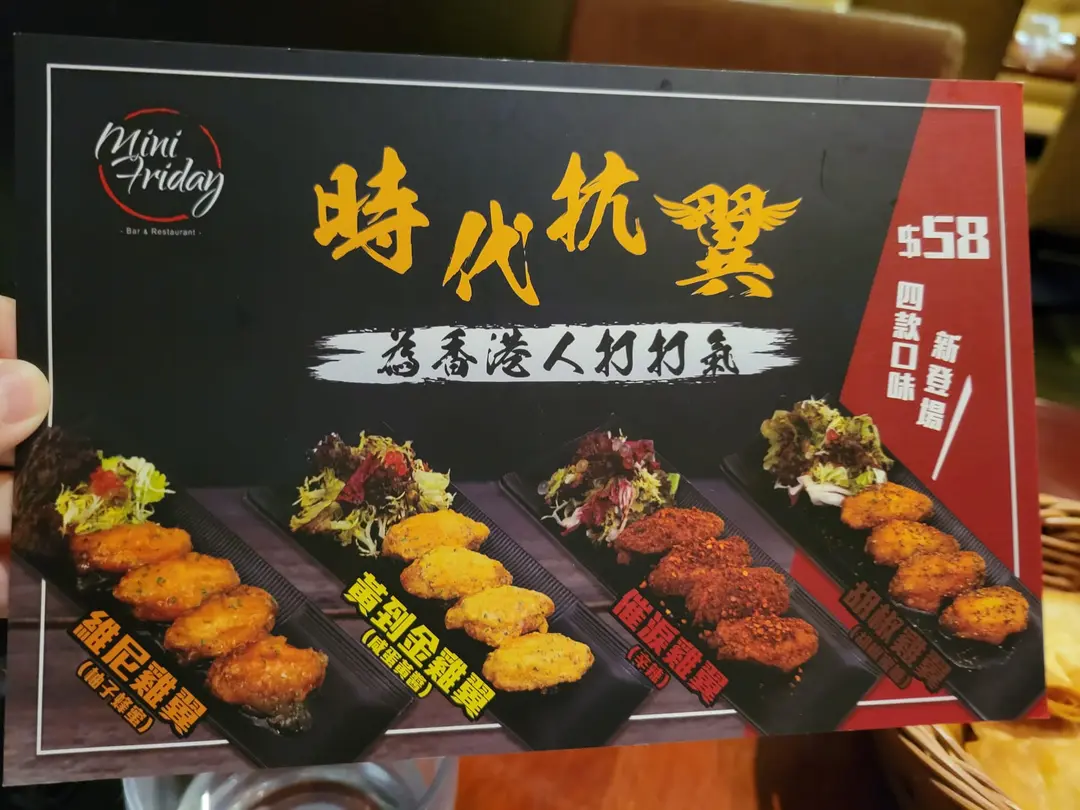 Mini
Friday
- Bar & Restaurant -
時代抗翼
為香港人打打氣
$58
四款口味
新登場
維尼雞翼
(柚子蜂蜜)
黃到金雞翼
(咸蛋黃醬)
催淚雞翼
胡椒雞翼